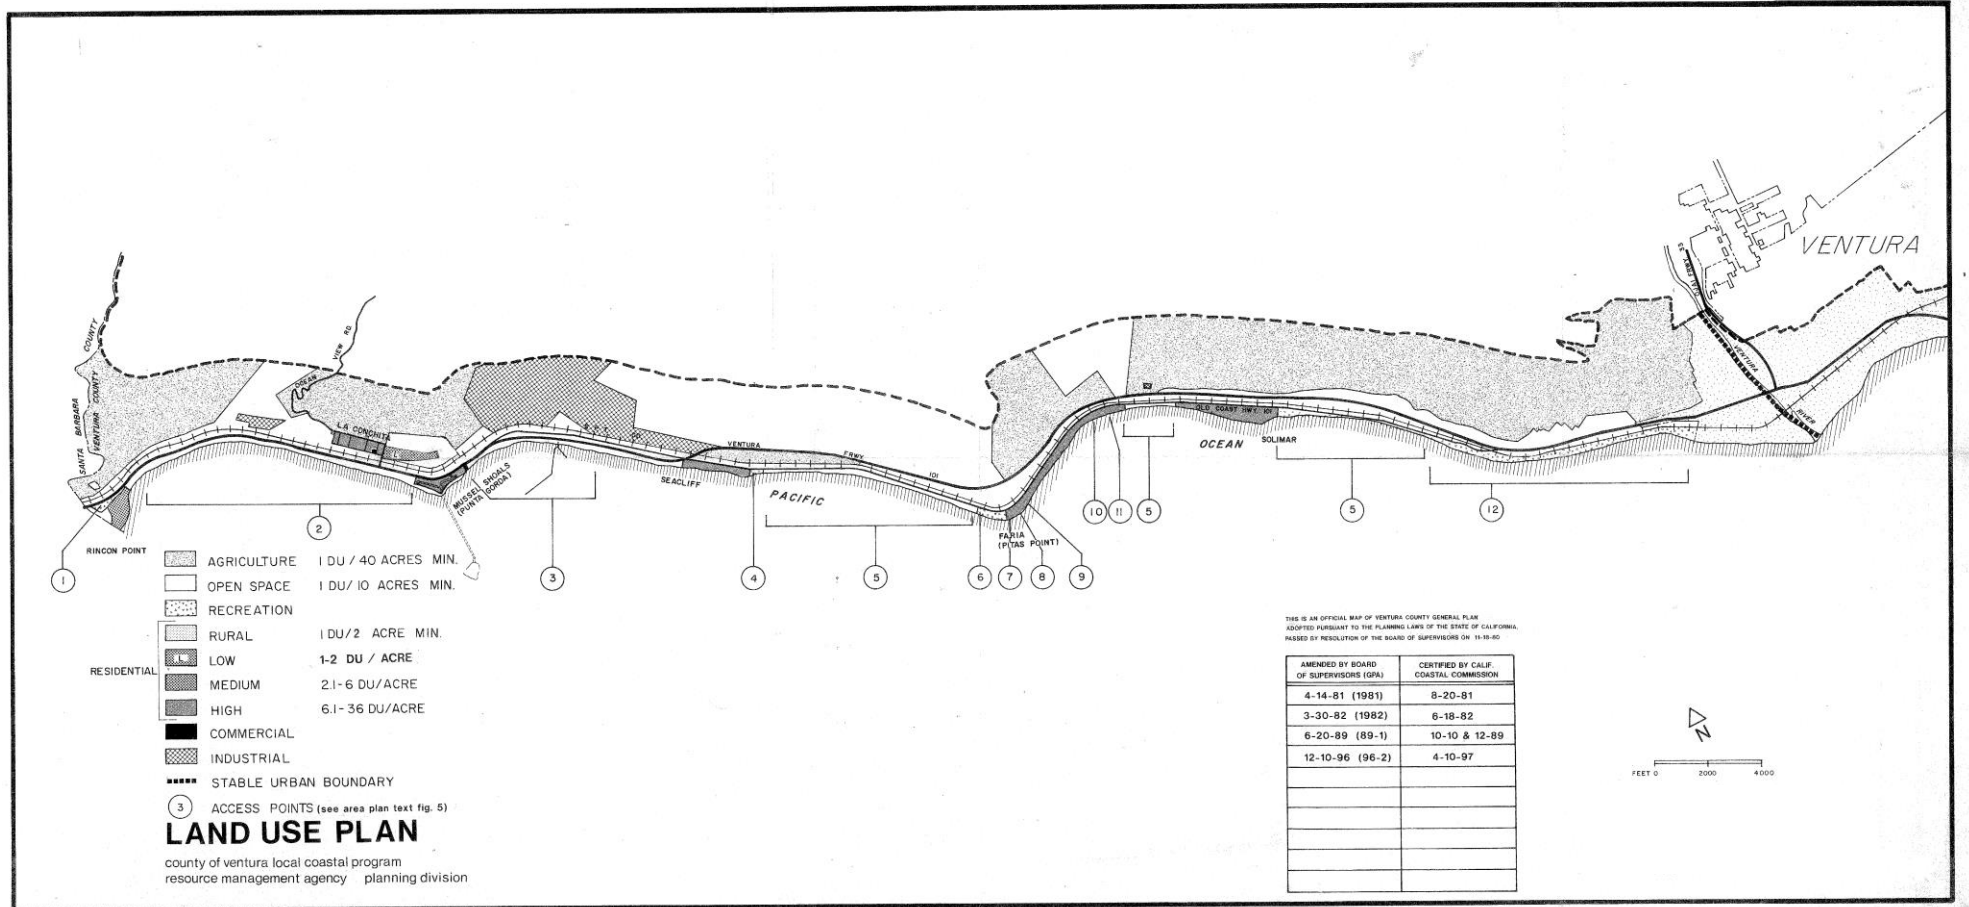 VENTURA
OJAI FRWY. 33
VENTURA
RIVER
COUNTY
SANTA BARBARA
VENTURA COUNTY
OCEAN
VIEW RD
LA CONCHITA
L
MUSSEL SHOALS
(PUNTA GORDA)
S. P. T. CO.
SEACLIFF
VENTURA
FRWY.
101
PACIFIC
OCEAN
OLD COAST HWY. 101
SOLIMAR
FARIA
(PITAS POINT)
RINCON POINT
1
2
3
4
5
6
7
8
9
10
11
5
5
12
AGRICULTURE 1 DU / 40 ACRES MIN.
OPEN SPACE 1 DU/ 10 ACRES MIN.
RECREATION
RESIDENTIAL
RURAL 1 DU/2 ACRE MIN.
L LOW 1-2 DU / ACRE
MEDIUM 2.1-6 DU/ACRE
HIGH 6.1-36 DU/ACRE
COMMERCIAL
INDUSTRIAL
STABLE URBAN BOUNDARY
3 ACCESS POINTS (see area plan text fig. 5)
LAND USE PLAN
county of ventura local coastal program
resource management agency planning division
THIS IS AN OFFICIAL MAP OF VENTURA COUNTY GENERAL PLAN
ADOPTED PURSUANT TO THE PLANNING LAWS OF THE STATE OF CALIFORNIA.
PASSED BY RESOLUTION OF THE BOARD OF SUPERVISORS ON 11-18-80
AMENDED BY BOARD
OF SUPERVISORS (GPA)
CERTIFIED BY CALIF.
COASTAL COMMISSION
4-14-81 (1981) 8-20-81
3-30-82 (1982) 6-18-82
6-20-89 (89-1) 10-10 & 12-89
12-10-96 (96-2) 4-10-97
N
FEET 0 2000 4000